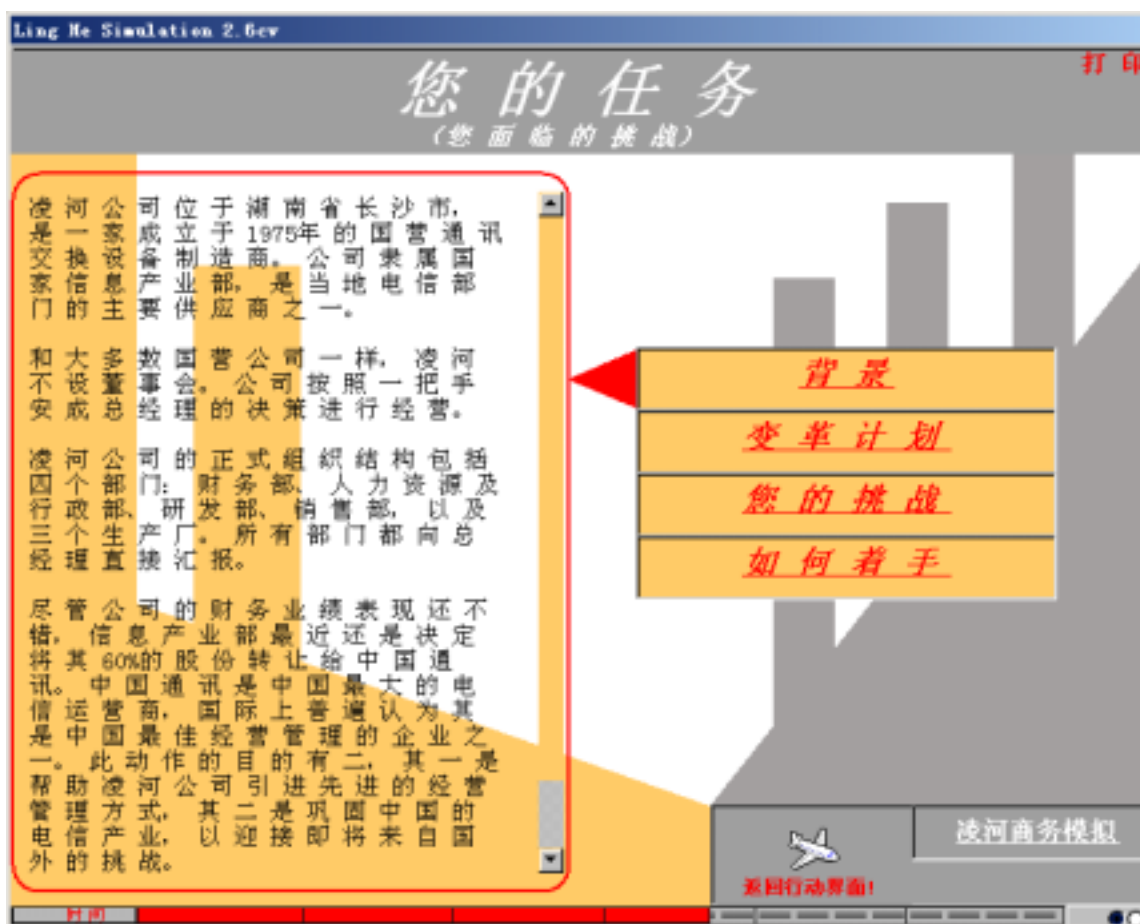 Ling He Simulation 2.6cv
打印
您的任务
(您面临的挑战)
凌河公司位于湖南省长沙市,
是一家成立于1975年的国营通讯
交换设备制造商。公司隶属国
家信息产业部,是当地电信部
门的主要供应商之一。
和大多数国营公司一样,凌河
不设董事会。公司按照一把手
安成总经理的决策进行经营。
凌河公司的正式组织结构包括
四个部门:财务部、人力资源及
行政部、研发部、销售部,以及
三个生产厂。所有部门都向总
经理直接汇报。
尽管公司的财务业绩表现还不
错,信息产业部最近还是决定
将其60%的股份转让给中国通
讯。中国通讯是中国最大的电
信运营商,国际上普遍认为其
是中国最佳经营管理的企业之
一。此动作的目的有二,其一是
帮助凌河公司引进先进的经营
管理方式,其二是巩固中国的
电信产业,以迎接即将来自国
外的挑战。
背景
变革计划
您的挑战
如何着手
凌河商务模拟
返回行动界面!
时间